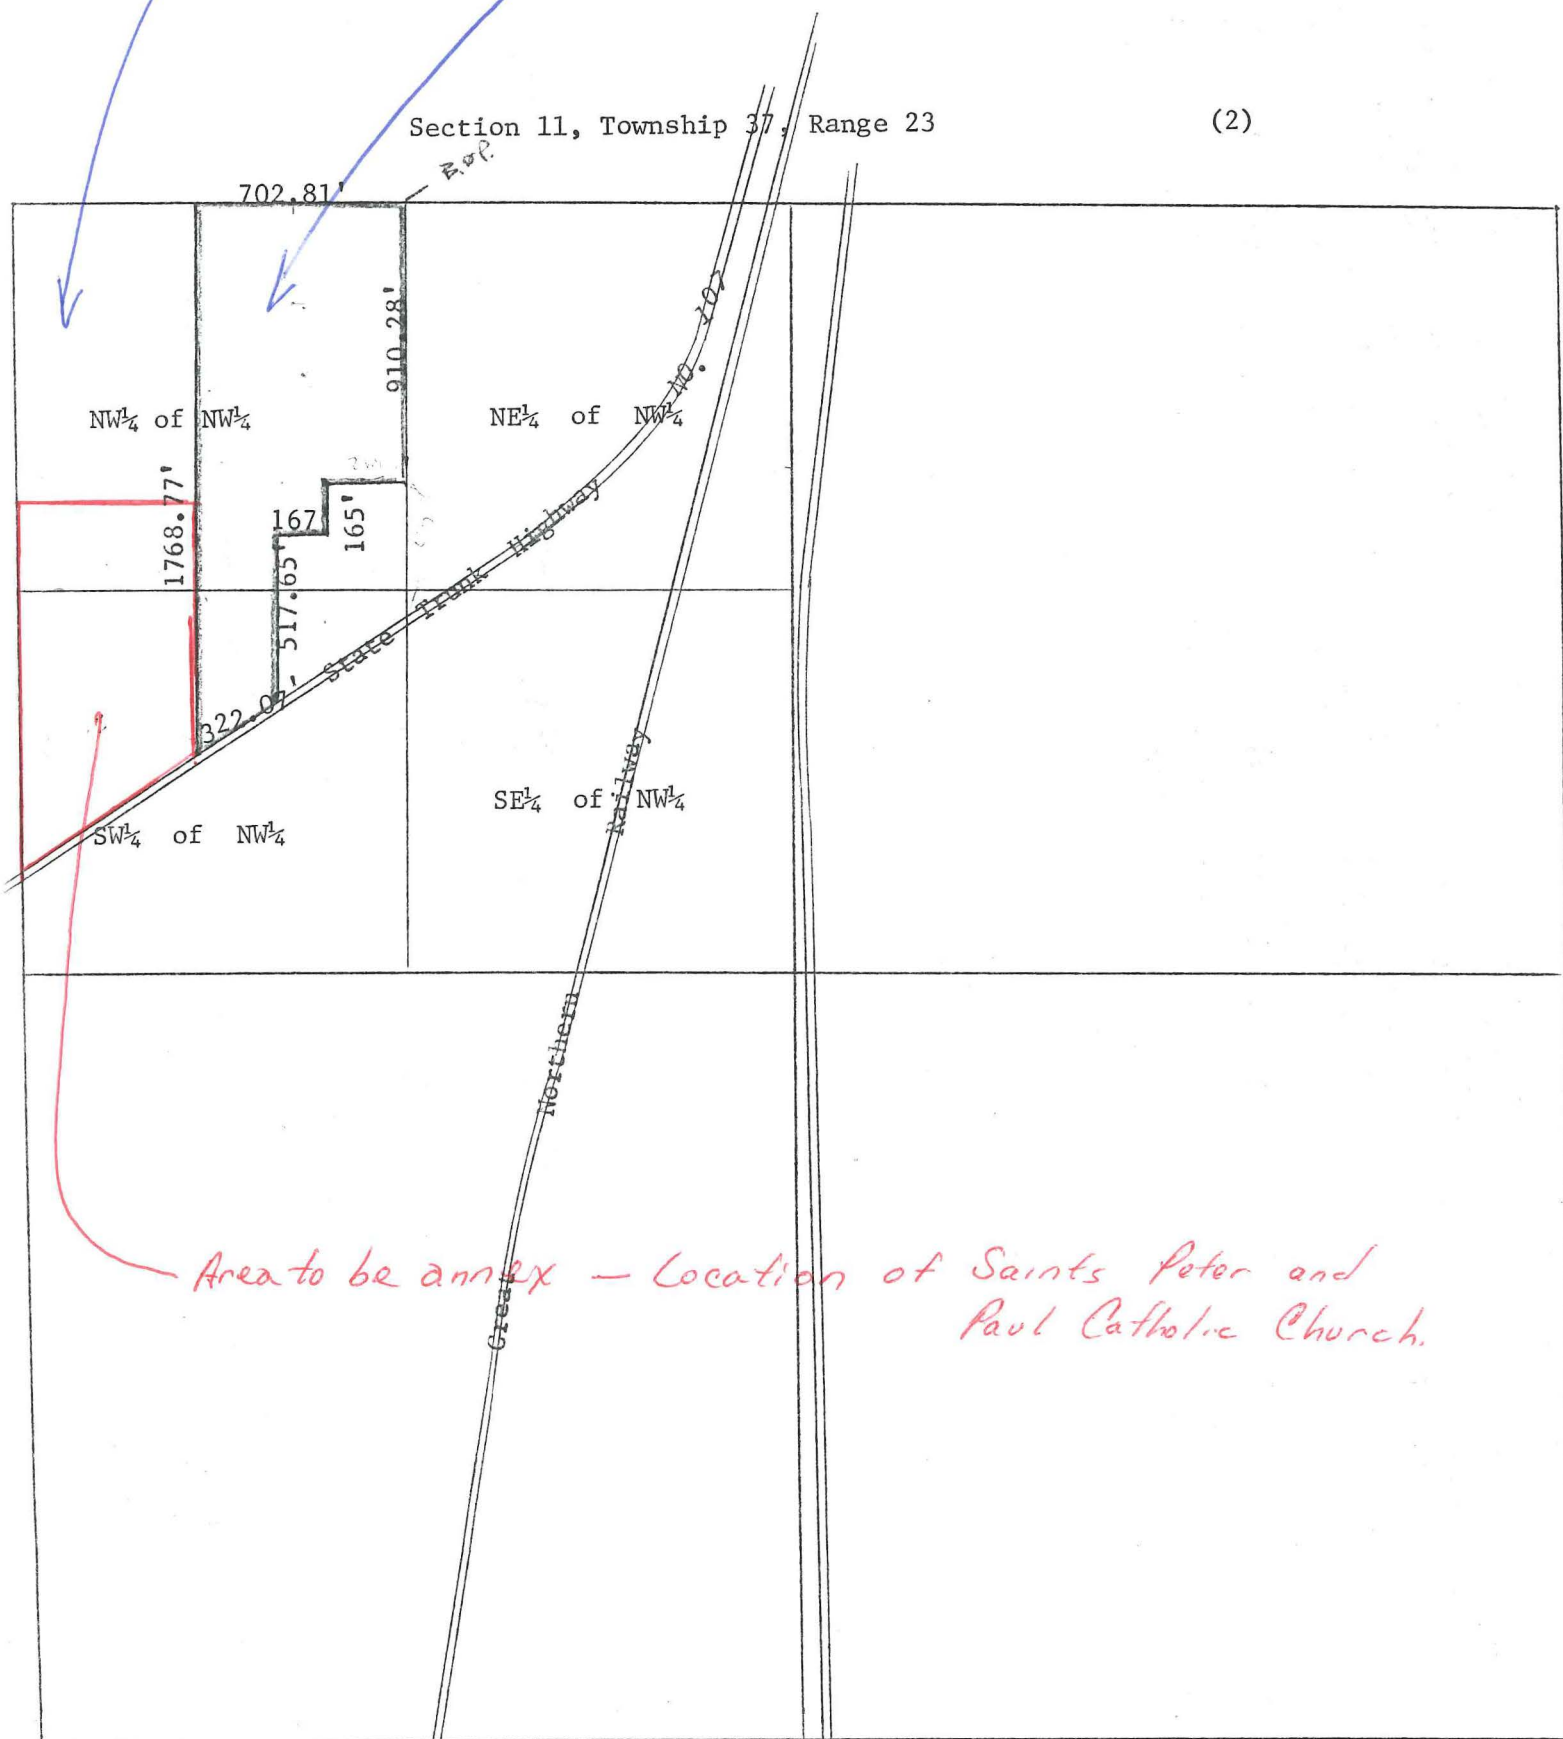 Section 11, Township 37, Range 23
(2)
B.O.P.
702.81'
910.28'
NW¼ of NW¼
NE¼ of NW¼
1768.77'
167
165'
517.65'
322.07'
State Trunk Highway No. 107
SW¼ of NW¼
SE¼ of NW¼
Great Northern Railway
Area to be annex — Location of Saints Peter and
Paul Catholic Church.